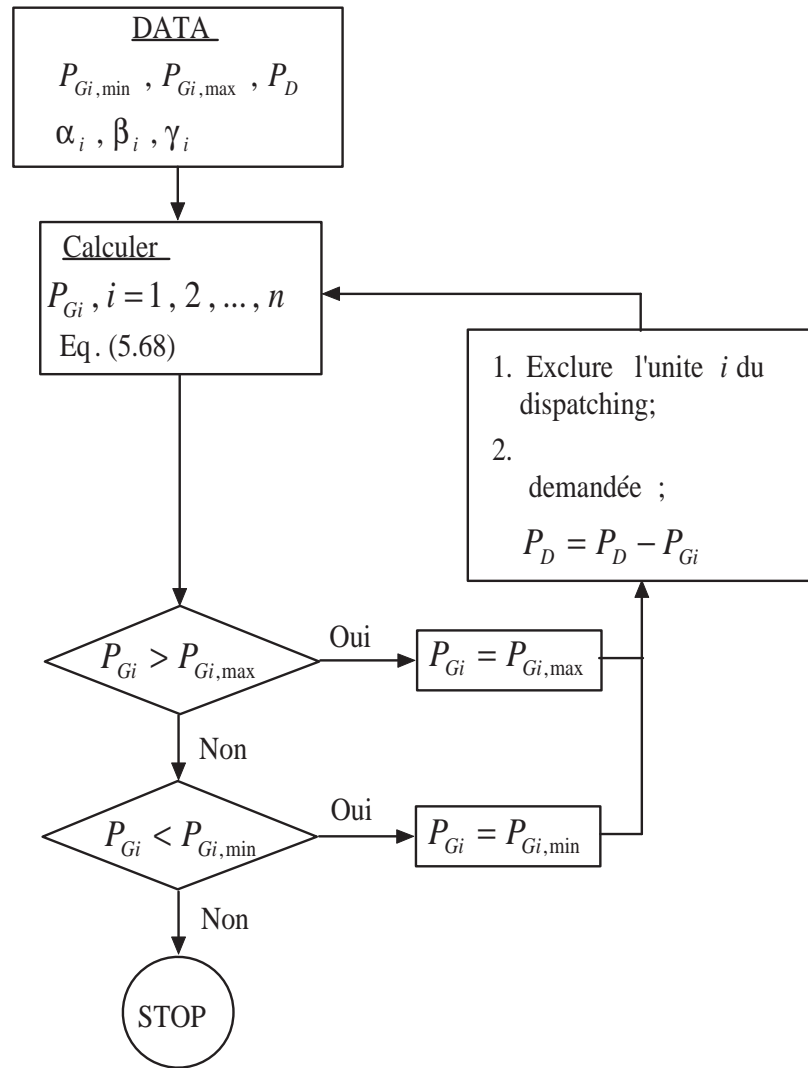 DATA
P_{Gi,min} , P_{Gi,max} , P_D
α_i , β_i , γ_i
Calculer
P_{Gi} , i = 1 , 2 , ... , n
Eq. (5.68)
1. Exclure l'unite i du
dispatching;
2.
demandée ;
P_D = P_D − P_{Gi}
P_{Gi} > P_{Gi,max}
Oui
P_{Gi} = P_{Gi,max}
Non
P_{Gi} < P_{Gi,min}
Oui
P_{Gi} = P_{Gi,min}
Non
STOP